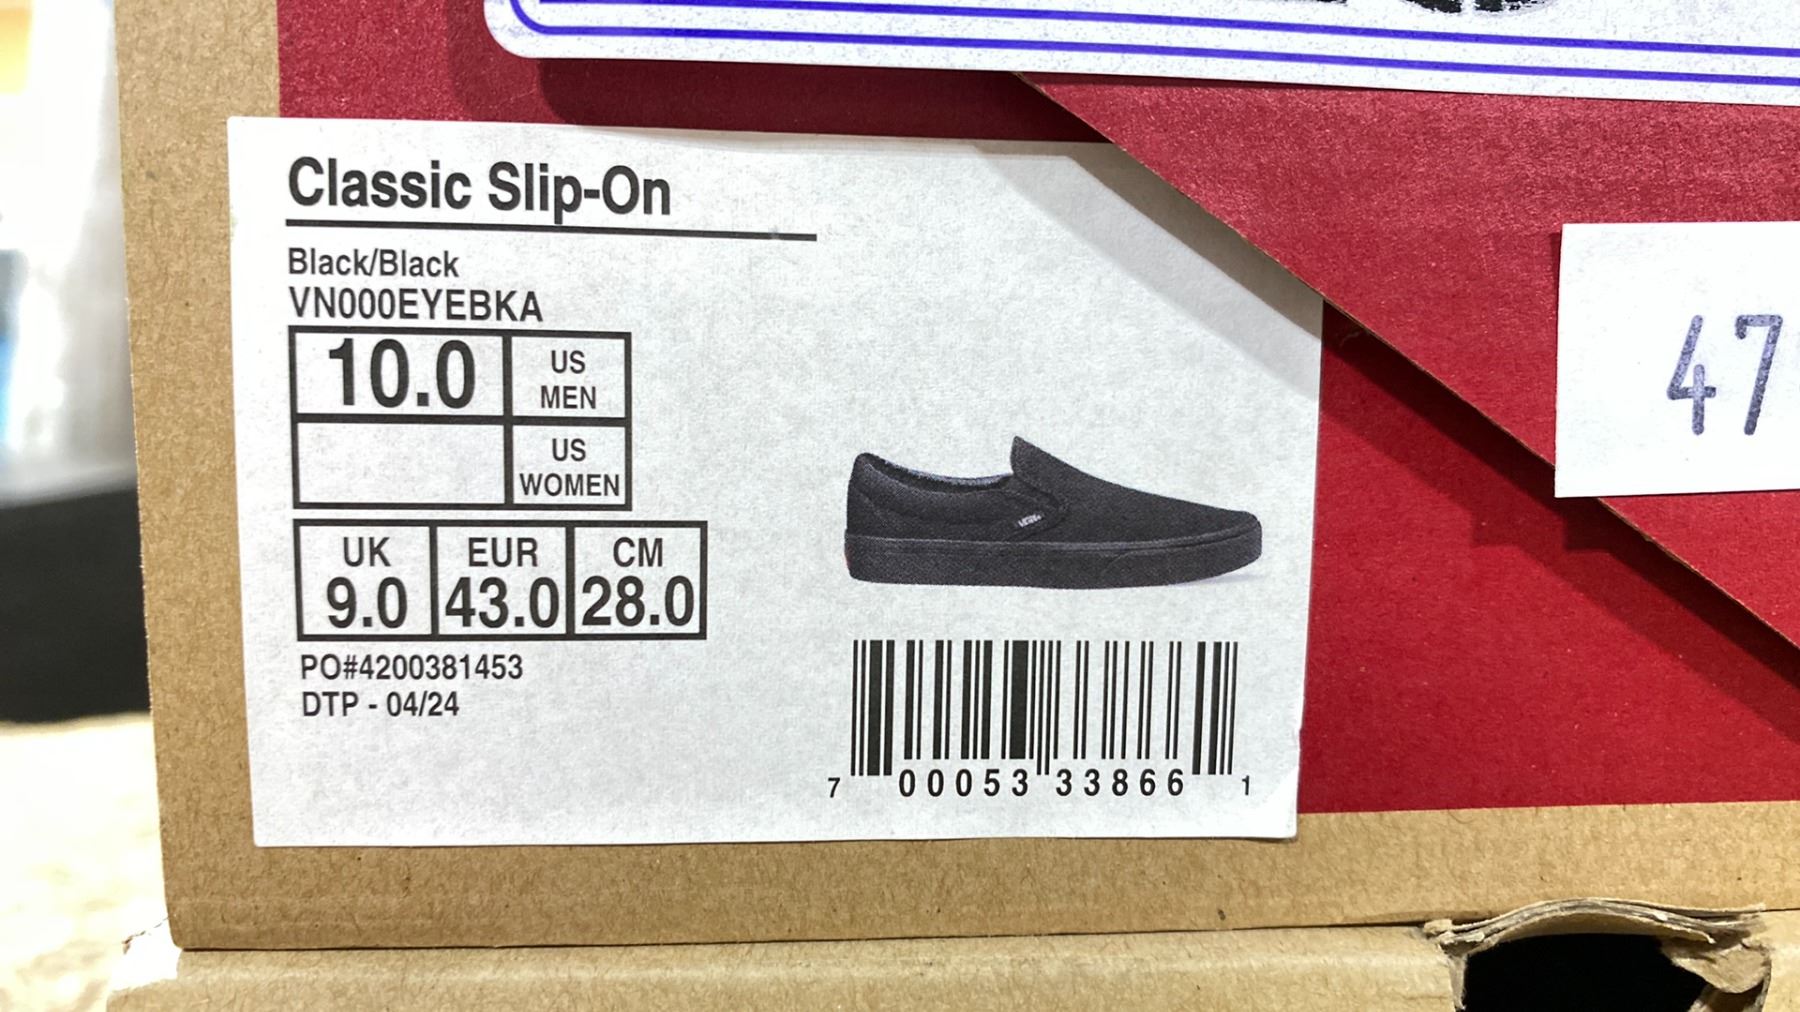 Classic Slip-On
Black/Black
VN000EYEBKA
10.0 US MEN
US WOMEN
UK EUR CM
9.0 43.0 28.0
PO#4200381453
DTP - 04/24
7 00053 33866 1
47